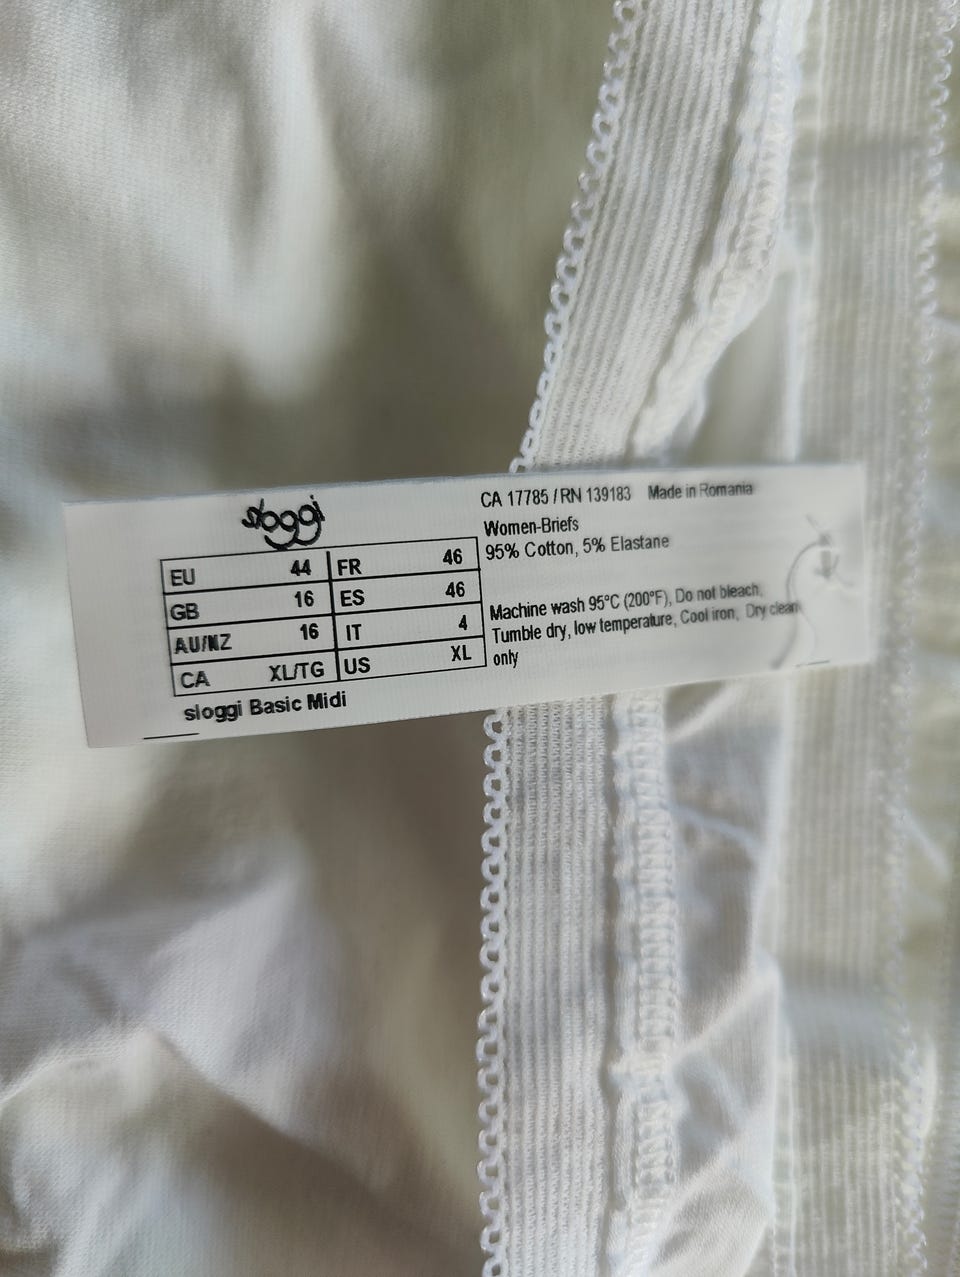 sloggi
EU 44 FR 46
GB 16 ES 46
AU/NZ 16 IT 4
CA XL/TG US XL
sloggi Basic Midi
CA 17785 / RN 139183 Made in Romania
Women-Briefs
95% Cotton, 5% Elastane
Machine wash 95°C (200°F), Do not bleach,
Tumble dry, low temperature, Cool iron, Dry clean
only